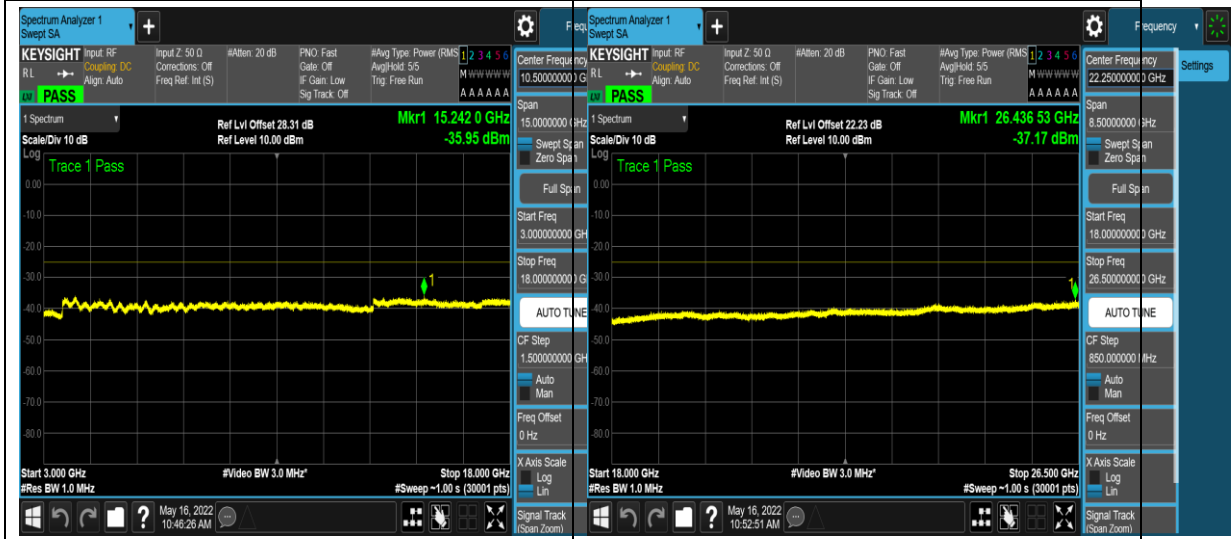 Spectrum Analyzer 1
Swept SA
+
Frequ
KEYSIGHT
RL
Input: RF
Coupling: DC
Align: Auto
Input Z: 50 Ω
Corrections: Off
Freq Ref: Int (S)
#Atten: 20 dB
PNO: Fast
Gate: Off
IF Gain: Low
Sig Track: Off
#Avg Type: Power (RMS
Avg|Hold: 5/5
Trig: Free Run
1 2 3 4 5 6
M W W W W W
A A A A A A
PASS
1 Spectrum
Scale/Div 10 dB
Log
Ref Lvl Offset 28.31 dB
Ref Level 10.00 dBm
Mkr1 15.242 0 GHz
-35.95 dBm
Trace 1 Pass
0.00
-10.0
-20.0
-30.0
-40.0
-50.0
-60.0
-70.0
-80.0
1
Start 3.000 GHz
#Res BW 1.0 MHz
#Video BW 3.0 MHz*
Stop 18.000 GHz
#Sweep ~1.00 s (30001 pts)
?
May 16, 2022
10:46:26 AM
Center Frequency
10.50000000 G
Span
15.0000000 GHz
Swept Span
Zero Span
Full Span
Start Freq
3.000000000 GH
Stop Freq
18.00000000 G
AUTO TUNE
CF Step
1.500000000 GH
Auto
Man
Freq Offset
0 Hz
X Axis Scale
Log
Lin
Signal Track
(Span Zoom)
Spectrum Analyzer 1
Swept SA
+
Frequency
Settings
KEYSIGHT
RL
Input: RF
Coupling: DC
Align: Auto
Input Z: 50 Ω
Corrections: Off
Freq Ref: Int (S)
#Atten: 20 dB
PNO: Fast
Gate: Off
IF Gain: Low
Sig Track: Off
#Avg Type: Power (RMS
Avg|Hold: 5/5
Trig: Free Run
1 2 3 4 5 6
M W W W W W
A A A A A A
PASS
1 Spectrum
Scale/Div 10 dB
Log
Ref Lvl Offset 22.23 dB
Ref Level 10.00 dBm
Mkr1 26.436 53 GHz
-37.17 dBm
Trace 1 Pass
0.00
-10.0
-20.0
-30.0
-40.0
-50.0
-60.0
-70.0
-80.0
1
Start 18.000 GHz
#Res BW 1.0 MHz
#Video BW 3.0 MHz*
Stop 26.500 GHz
#Sweep ~1.00 s (30001 pts)
?
May 16, 2022
10:52:51 AM
Center Frequency
22.250000000 GHz
Span
8.50000000 GHz
Swept Span
Zero Span
Full Span
Start Freq
18.000000000 GHz
Stop Freq
26.500000000 GHz
AUTO TUNE
CF Step
850.000000 MHz
Auto
Man
Freq Offset
0 Hz
X Axis Scale
Log
Lin
Signal Track
(Span Zoom)